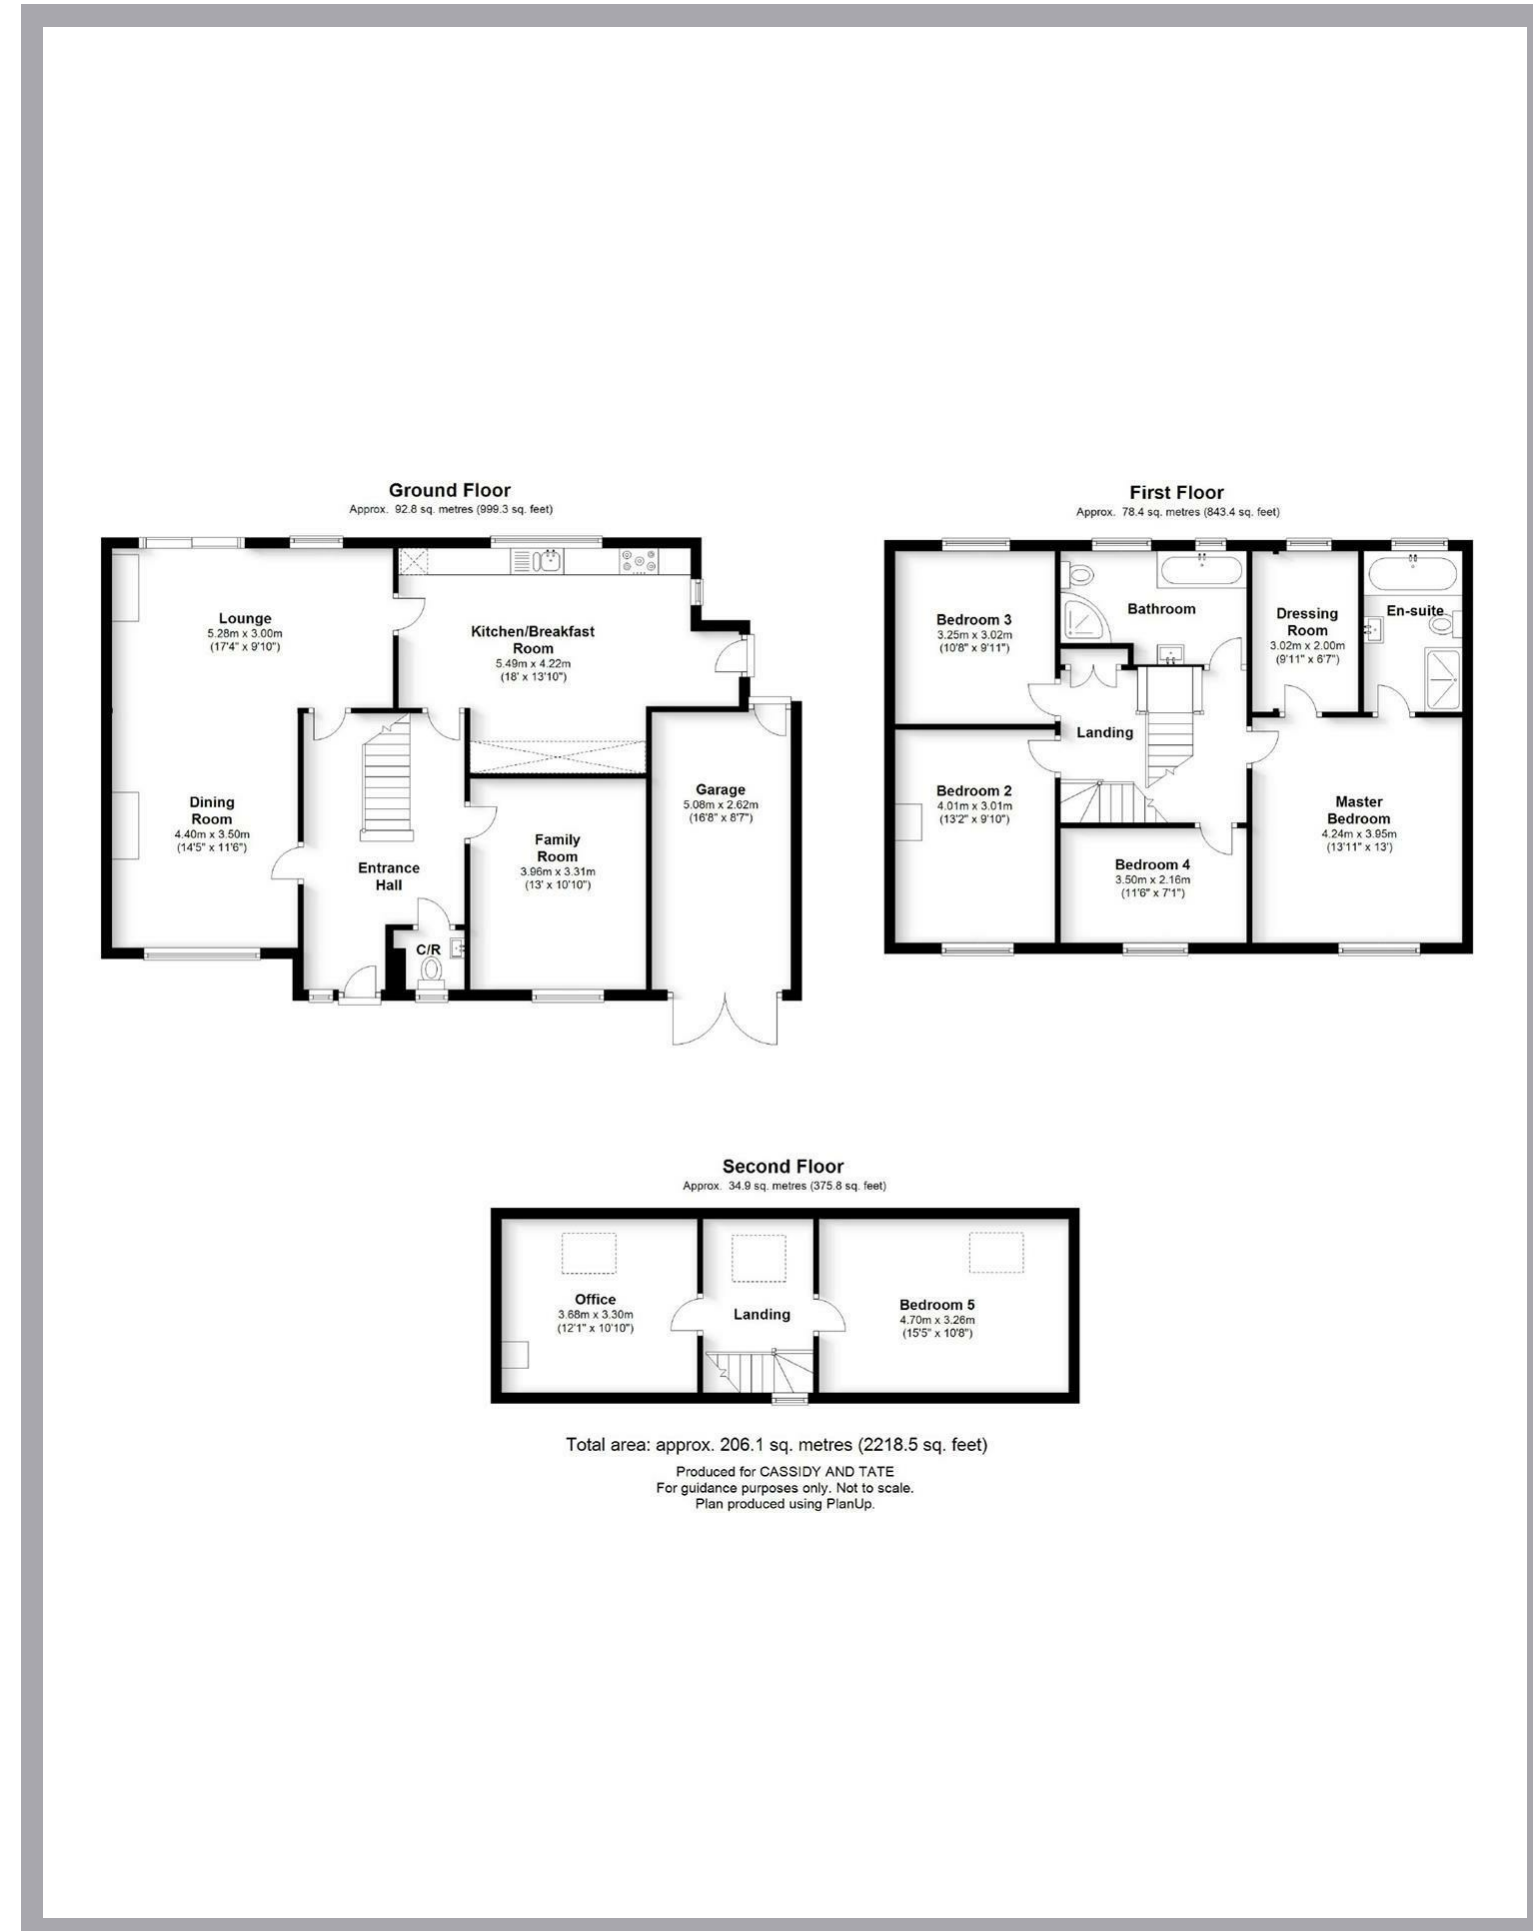 Ground Floor
Approx. 92.8 sq. metres (999.3 sq. feet)
Lounge
5.28m x 3.00m
(17'4" x 9'10")
Kitchen/Breakfast
Room
5.49m x 4.22m
(18' x 13'10")
Dining
Room
4.40m x 3.50m
(14'5" x 11'6")
Entrance
Hall
Family
Room
3.96m x 3.31m
(13' x 10'10")
C/R
Garage
5.08m x 2.62m
(16'8" x 8'7")
First Floor
Approx. 78.4 sq. metres (843.4 sq. feet)
Bedroom 3
3.25m x 3.02m
(10'8" x 9'11")
Bathroom
Dressing
Room
3.02m x 2.00m
(9'11" x 6'7")
En-suite
Landing
Bedroom 2
4.01m x 3.01m
(13'2" x 9'10")
Bedroom 4
3.50m x 2.16m
(11'6" x 7'1")
Master
Bedroom
4.24m x 3.95m
(13'11" x 13')
Second Floor
Approx. 34.9 sq. metres (375.8 sq. feet)
Office
3.68m x 3.30m
(12'1" x 10'10")
Landing
Bedroom 5
4.70m x 3.26m
(15'5" x 10'8")
Total area: approx. 206.1 sq. metres (2218.5 sq. feet)
Produced for CASSIDY AND TATE
For guidance purposes only. Not to scale.
Plan produced using PlanUp.